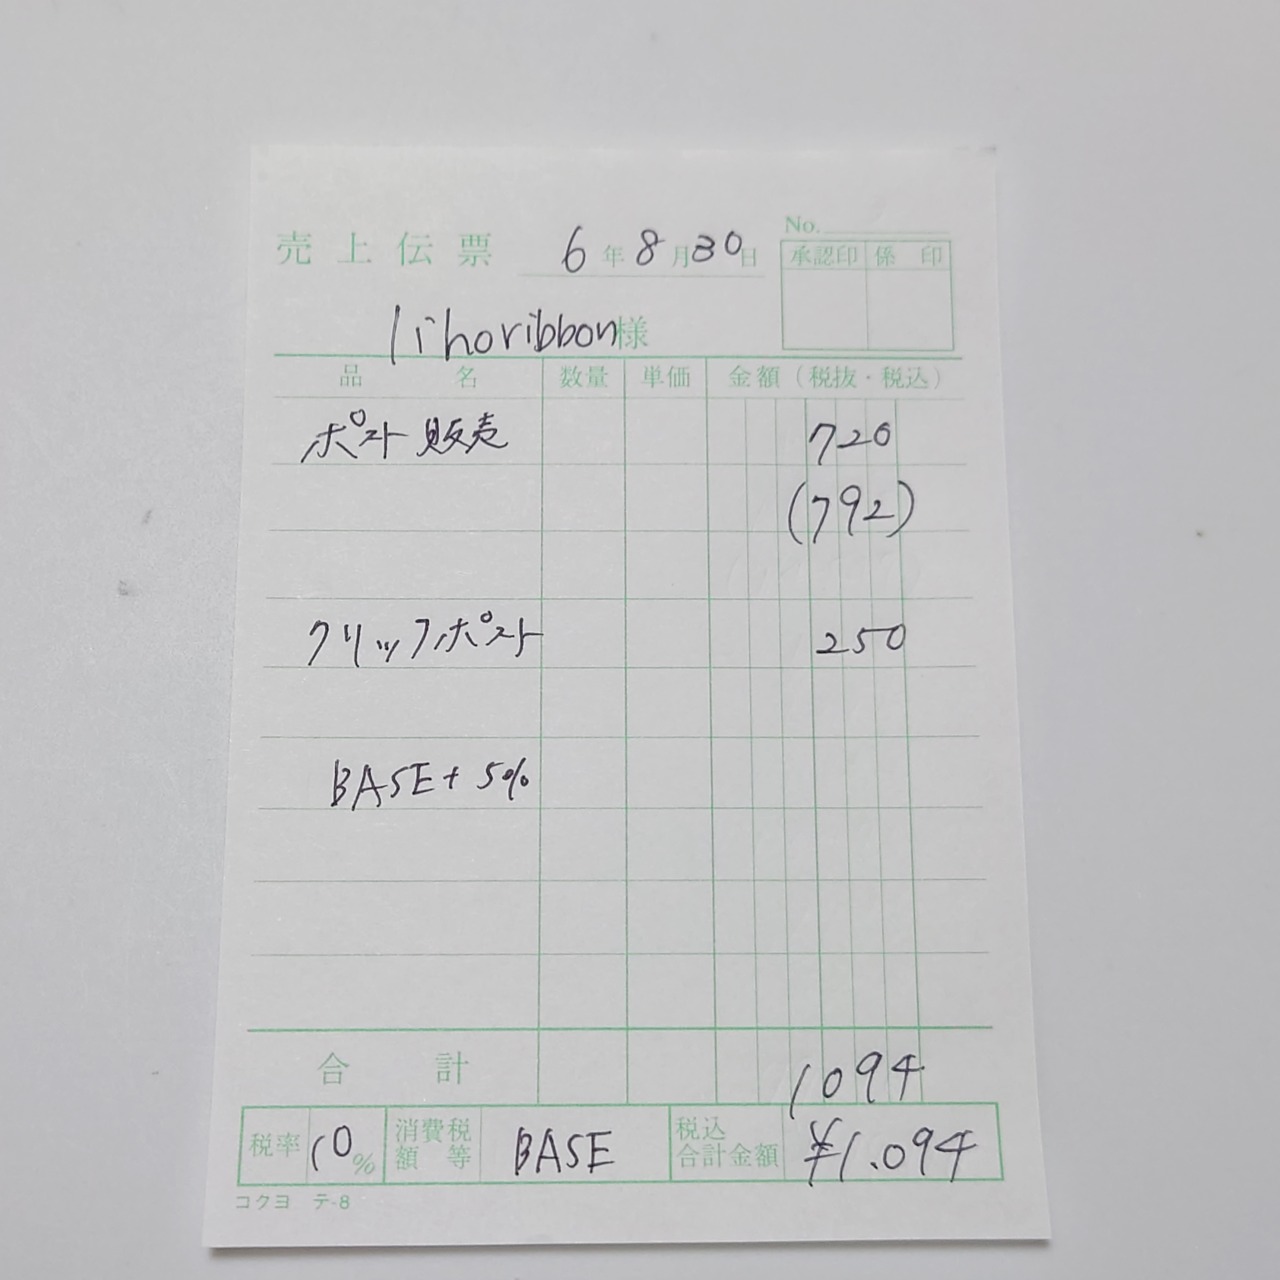 No.
売上伝票 6年8月30日
承認印 係印
lihoribbon様
品名 数量 単価 金額(税抜・税込)
ポスト販売 720
(792)
クリップポスト 250
BASE+5%
合計 1094
税率 10% 消費税額等 BASE 税込合計金額 ¥1.094
コクヨ テ-8